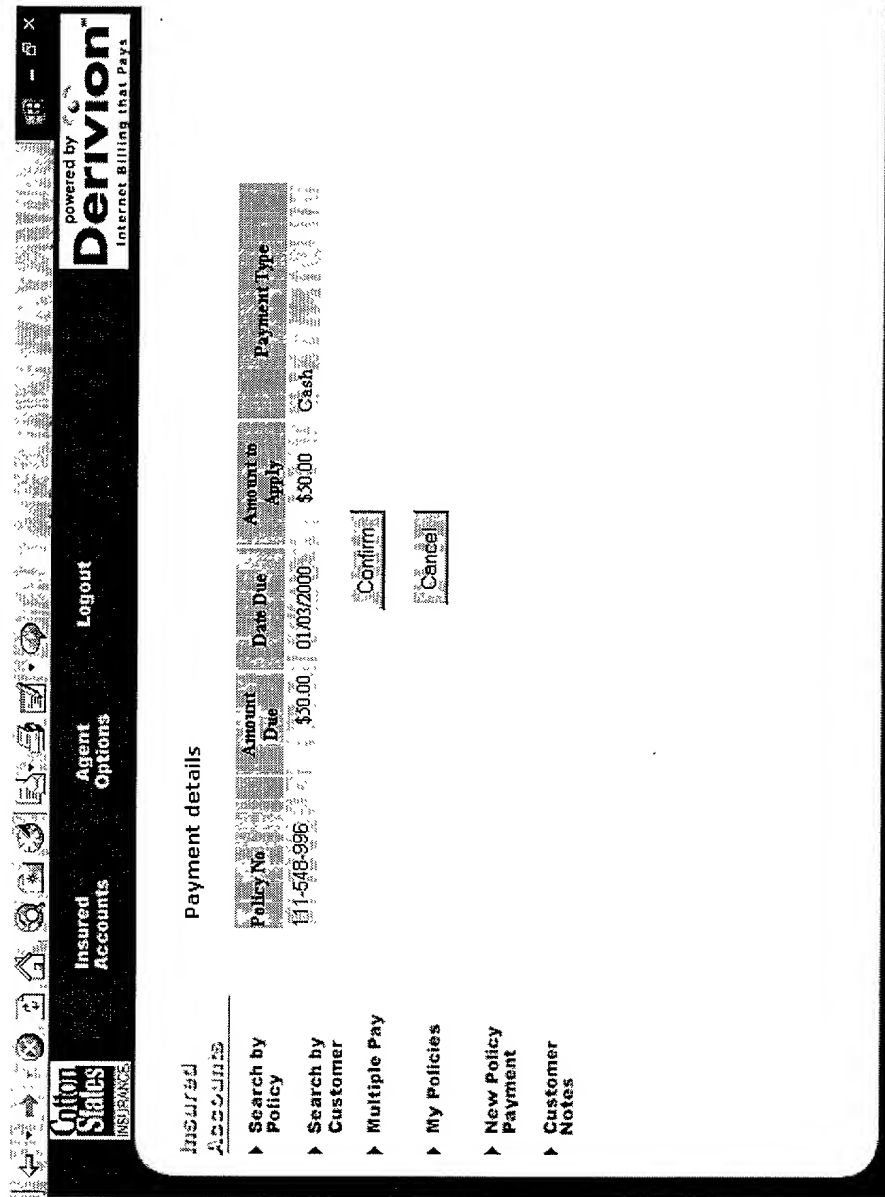 Cotton
States
INSURANCE
Insured
Accounts
Agent
Options
Logout
powered by
Derivion℠
Internet Billing that Pays
Insured
Accounts
Search by
Policy
Search by
Customer
Multiple Pay
My Policies
New Policy
Payment
Customer
Notes
Payment details
Policy No
Amount
Due
Date Due
Amount to
Apply
Payment Type
111-548-996
$50.00
01/03/2000
$50.00
Cash
Confirm
Cancel